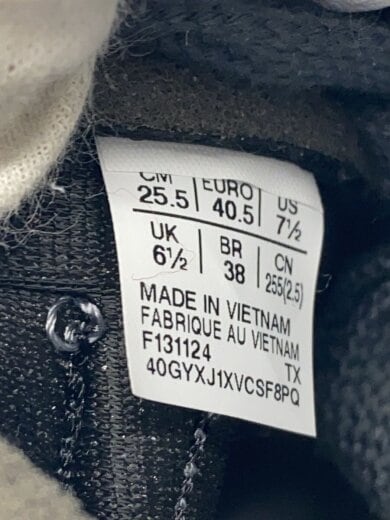 CM EURO US
25.5 40.5 7½
UK BR CN
6½ 38 255(2.5)
MADE IN VIETNAM
FABRIQUE AU VIETNAM
F131124 TX
40GYXJ1XVCSF8PQ